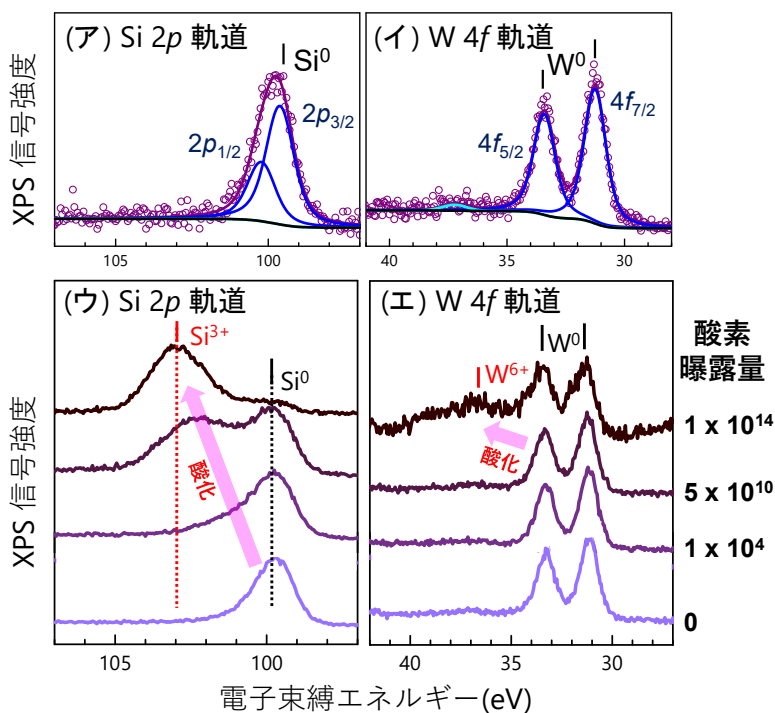 (ア) Si 2p 軌道
Si⁰
2p₃/₂
2p₁/₂
XPS 信号強度
105
100
(イ) W 4f 軌道
W⁰
4f₇/₂
4f₅/₂
40
35
30
(ウ) Si 2p 軌道
Si³⁺
Si⁰
酸化
XPS 信号強度
105
100
(エ) W 4f 軌道
W⁰
W⁶⁺
酸化
40
35
30
酸素
曝露量
1 x 10¹⁴
5 x 10¹⁰
1 x 10⁴
0
電子束縛エネルギー(eV)